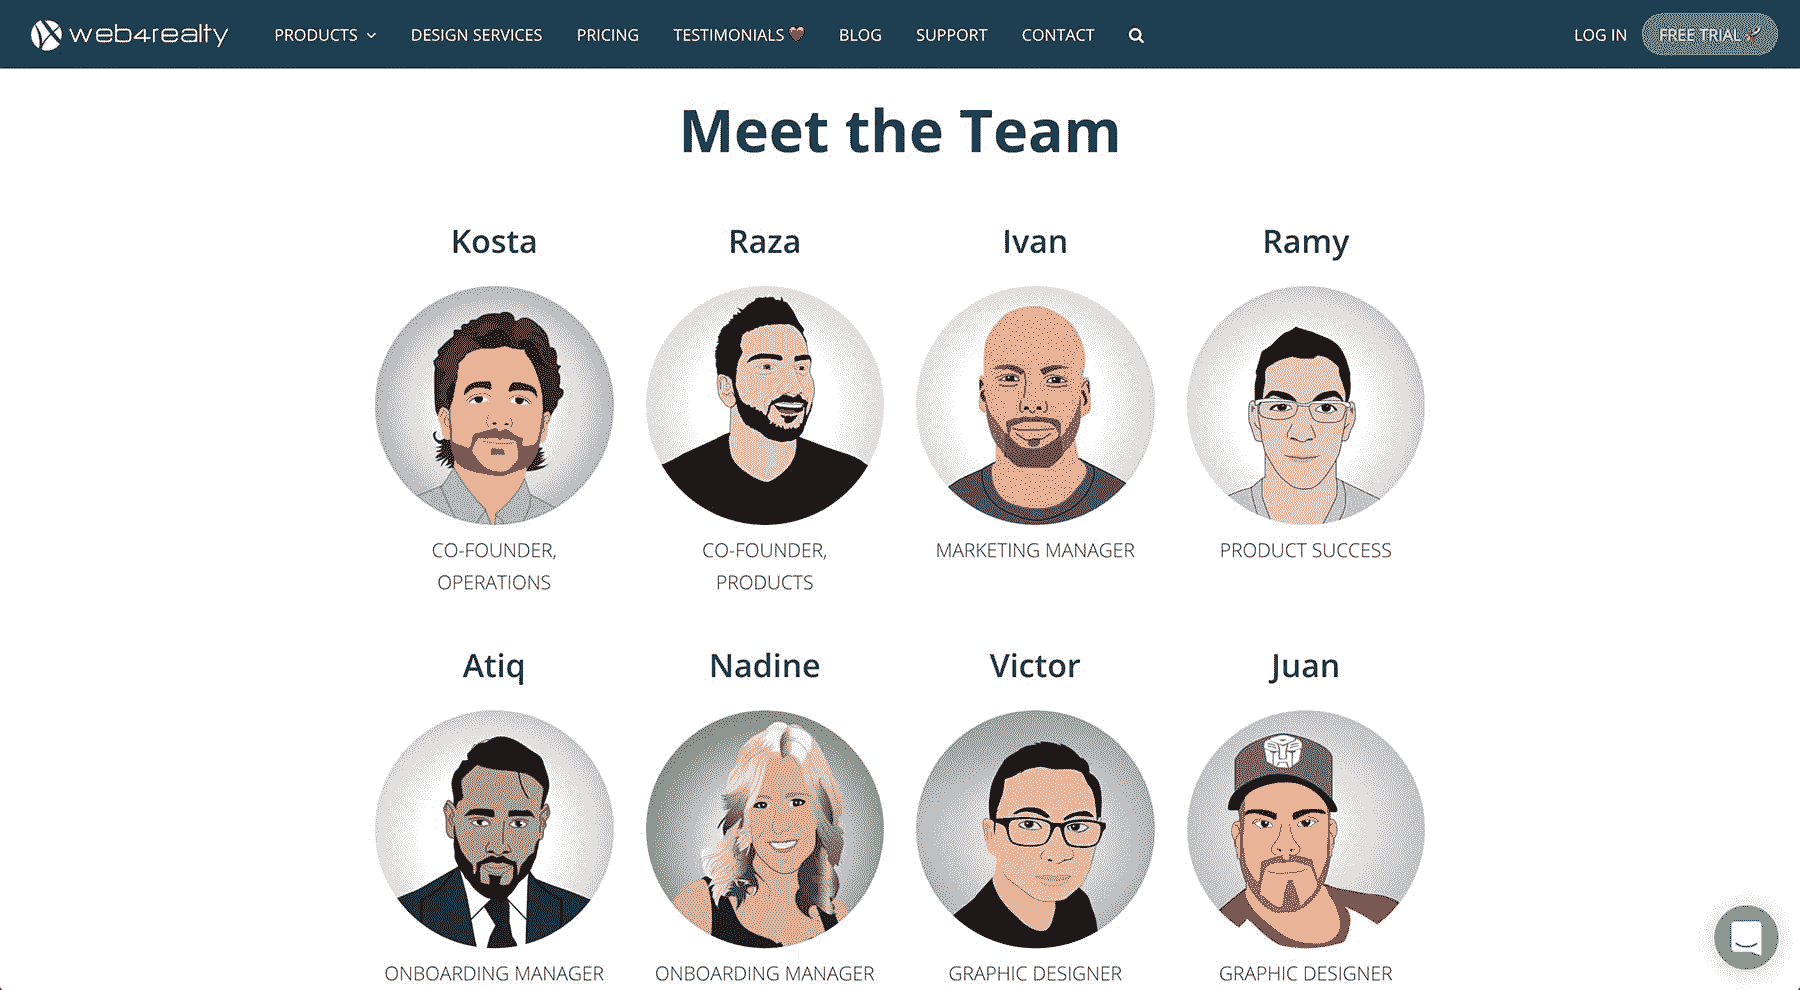 web4realty PRODUCTS DESIGN SERVICES PRICING TESTIMONIALS BLOG SUPPORT CONTACT LOG IN FREE TRIAL
Meet the Team
Kosta Raza Ivan Ramy
CO-FOUNDER, CO-FOUNDER, MARKETING MANAGER PRODUCT SUCCESS
OPERATIONS PRODUCTS
Atiq Nadine Victor Juan
ONBOARDING MANAGER ONBOARDING MANAGER GRAPHIC DESIGNER GRAPHIC DESIGNER